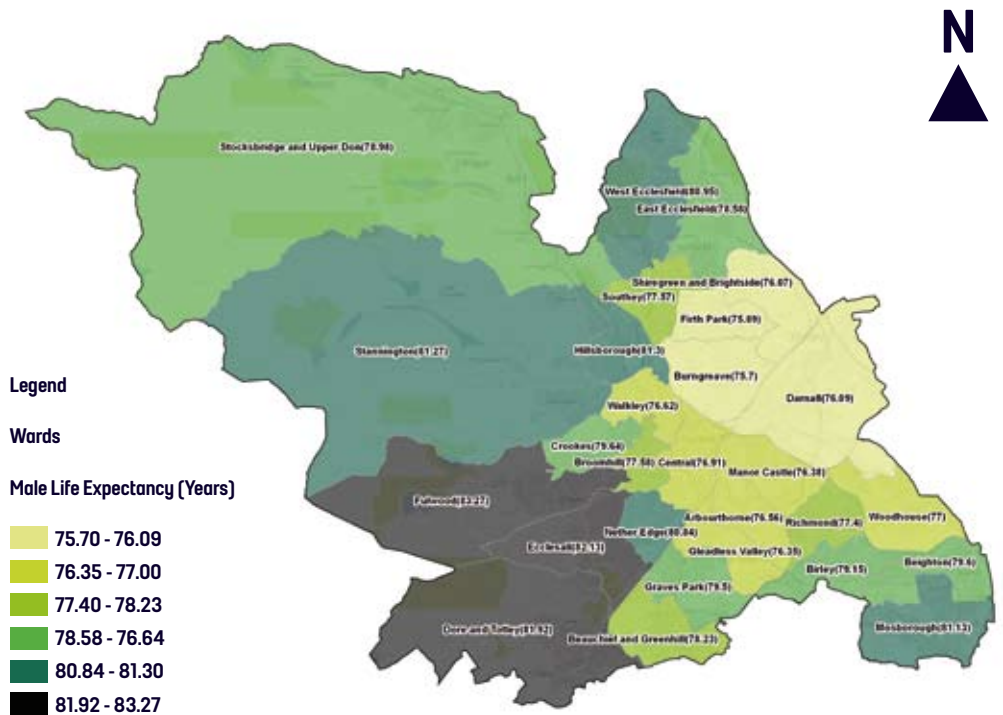 N
Stocksbridge and Upper Don(78.98)
West Ecclesfield(80.95)
East Ecclesfield(78.58)
Shiregreen and Brightside(76.07)
Southey(77.57)
Firth Park(75.89)
Stannington(81.27)
Hillsborough(81.3)
Burngreave(75.7)
Darnall(76.09)
Walkley(76.62)
Crookes(79.64)
Broomhill(77.58)
Central(76.91)
Manor Castle(76.38)
Fulwood(83.27)
Arbourthorne(76.56)
Richmond(77.4)
Woodhouse(77)
Nether Edge(80.84)
Ecclesall(82.13)
Gleadless Valley(76.35)
Birley(79.15)
Beighton(79.6)
Graves Park(79.5)
Dore and Totley(81.92)
Beauchief and Greenhill(78.23)
Mosborough(81.13)
Legend
Wards
Male Life Expectancy (Years)
75.70 - 76.09
76.35 - 77.00
77.40 - 78.23
78.58 - 76.64
80.84 - 81.30
81.92 - 83.27